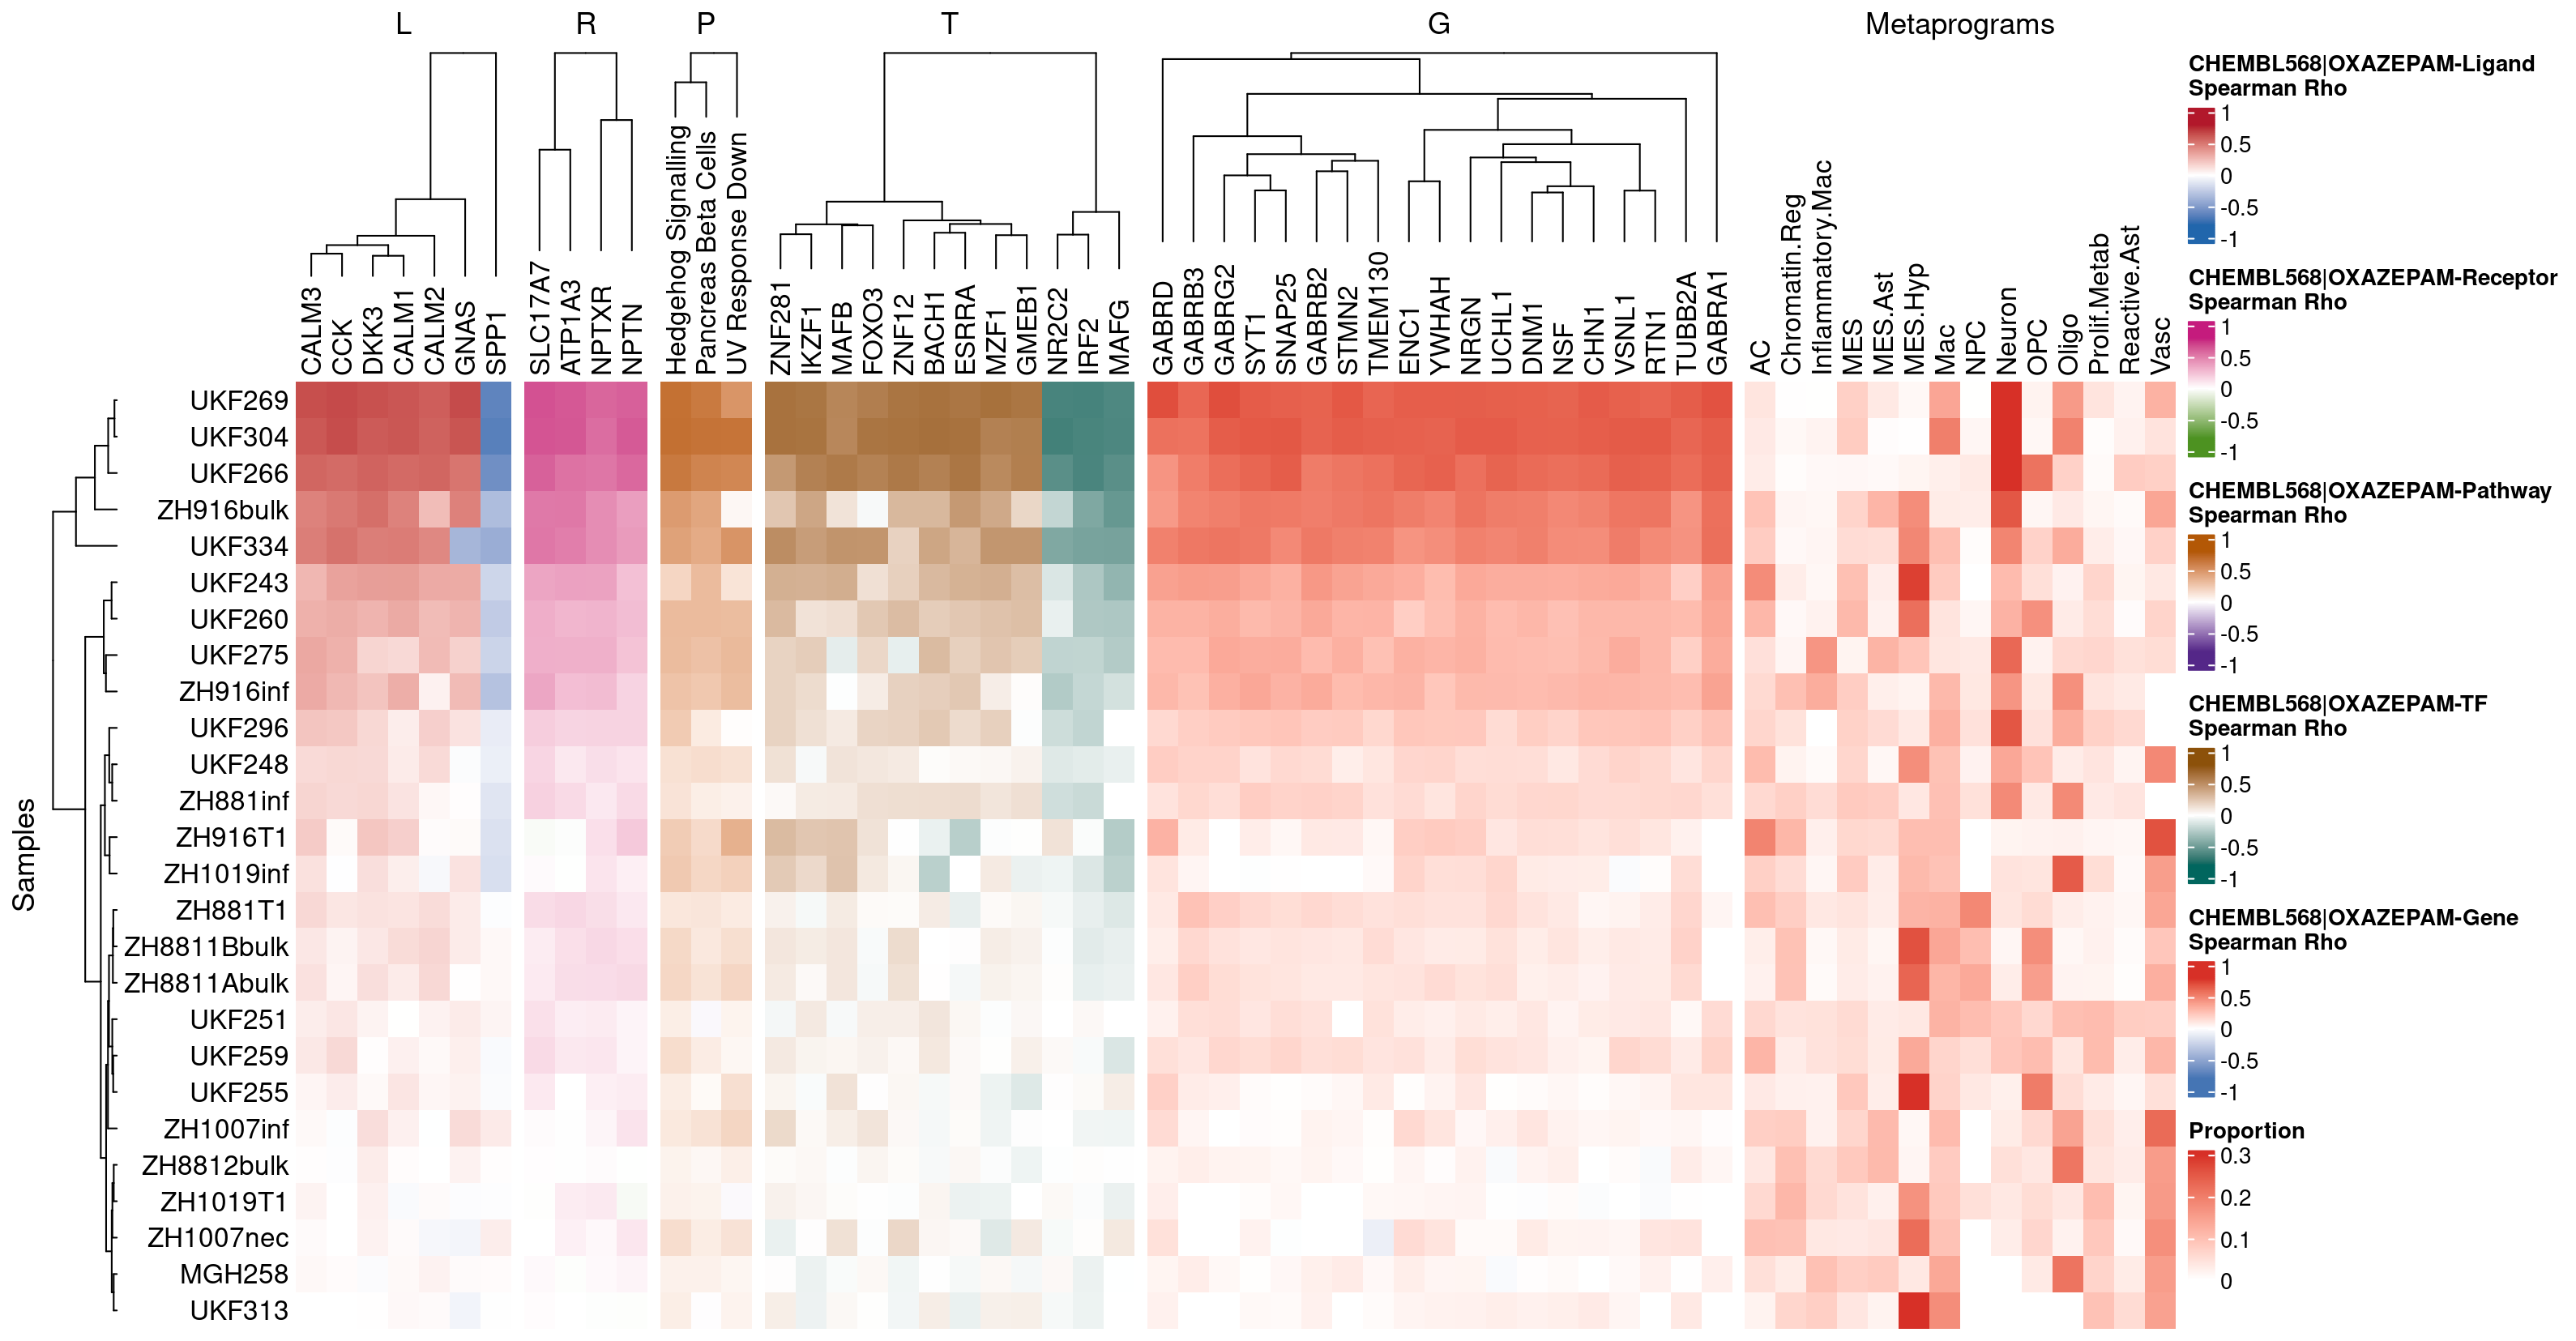 L R P T G Metaprograms
CALM3 CCK DKK3 CALM1 CALM2 GNAS SPP1
SLC17A7 ATP1A3 NPTXR NPTN
Hedgehog Signalling
Pancreas Beta Cells
UV Response Down
ZNF281 IKZF1 MAFB FOXO3 ZNF12 BACH1 ESRRA MZF1 GMEB1 NR2C2 IRF2 MAFG
GABRD GABRB3 GABRG2 SYT1 SNAP25 GABRB2 STMN2 TMEM130 ENC1 YWHAH NRGN UCHL1 DNM1 NSF CHN1 VSNL1 RTN1 TUBB2A GABRA1
AC Chromatin.Reg Inflammatory.Mac MES MES.Ast MES.Hyp Mac NPC Neuron OPC Oligo Prolif.Metab Reactive.Ast Vasc
Samples
UKF269
UKF304
UKF266
ZH916bulk
UKF334
UKF243
UKF260
UKF275
ZH916inf
UKF296
UKF248
ZH881inf
ZH916T1
ZH1019inf
ZH881T1
ZH8811Bbulk
ZH8811Abulk
UKF251
UKF259
UKF255
ZH1007inf
ZH8812bulk
ZH1019T1
ZH1007nec
MGH258
UKF313
CHEMBL568|OXAZEPAM-Ligand
Spearman Rho
1
0.5
0
-0.5
-1
CHEMBL568|OXAZEPAM-Receptor
Spearman Rho
1
0.5
0
-0.5
-1
CHEMBL568|OXAZEPAM-Pathway
Spearman Rho
1
0.5
0
-0.5
-1
CHEMBL568|OXAZEPAM-TF
Spearman Rho
1
0.5
0
-0.5
-1
CHEMBL568|OXAZEPAM-Gene
Spearman Rho
1
0.5
0
-0.5
-1
Proportion
0.3
0.2
0.1
0